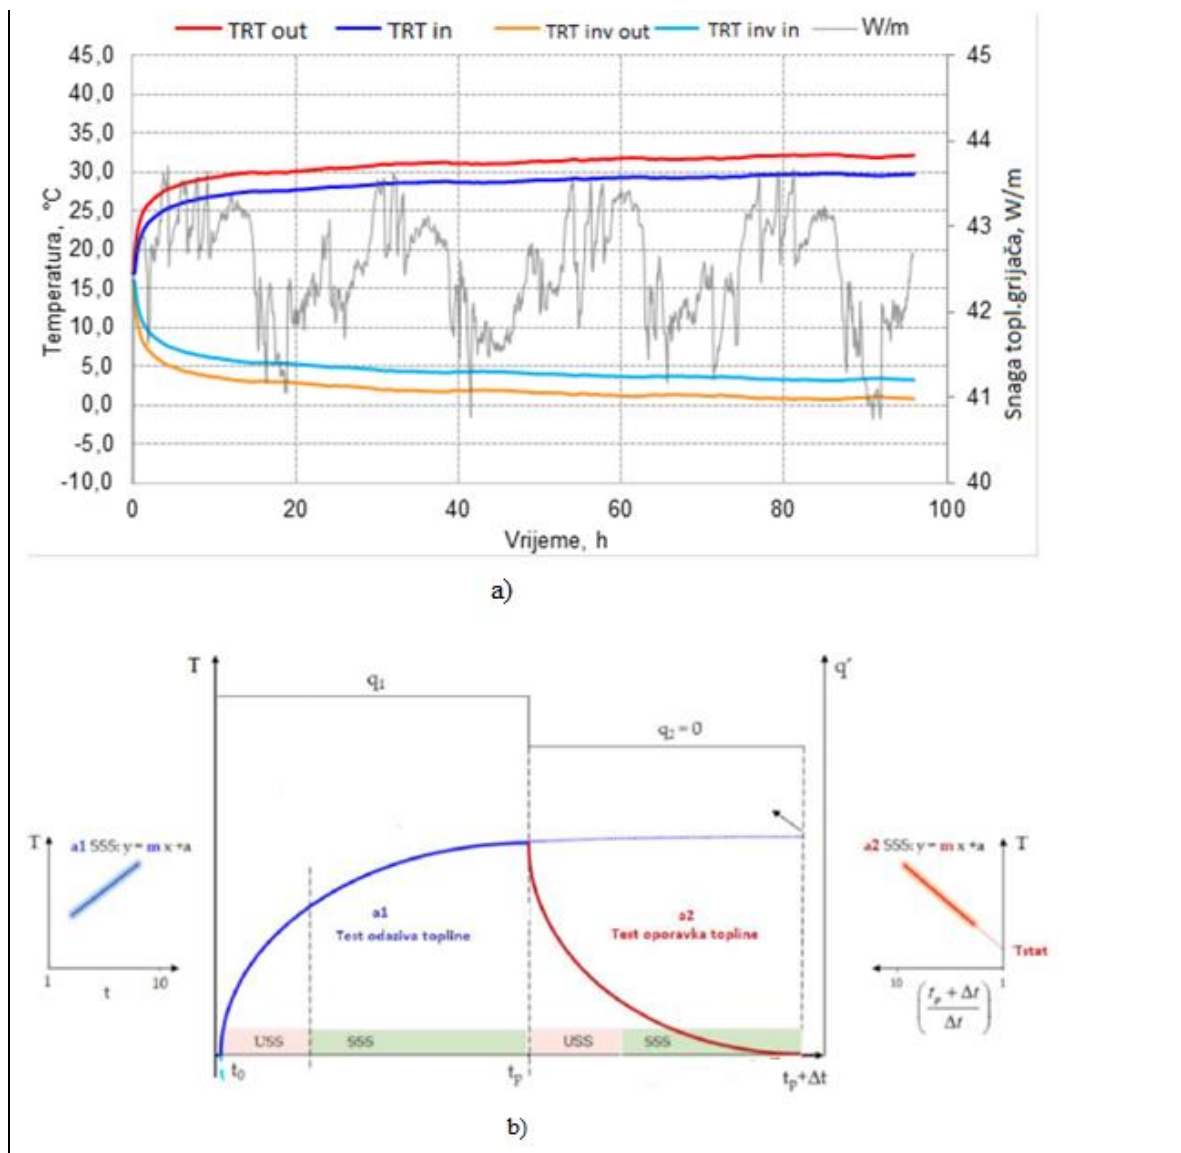 TRT out TRT in TRT inv out TRT inv in W/m
45,0 45
40,0
35,0 44
30,0
25,0 43
20,0
15,0 42
10,0
5,0 41
0,0
-5,0
-10,0 40
Temperatura, °C
Snaga topl.grijača, W/m
0 20 40 60 80 100
Vrijeme, h
a)
T q′
q1
q2 = 0
T a1 SSS: y = m x +a
1 10
t
a1
Test odaziva topline
a2
Test oporavka topline
a2 SSS: y = m x +a T
Tstat
10 1
(tp + Δt / Δt)
USS SSS USS SSS
t0 tp tp+Δt
b)